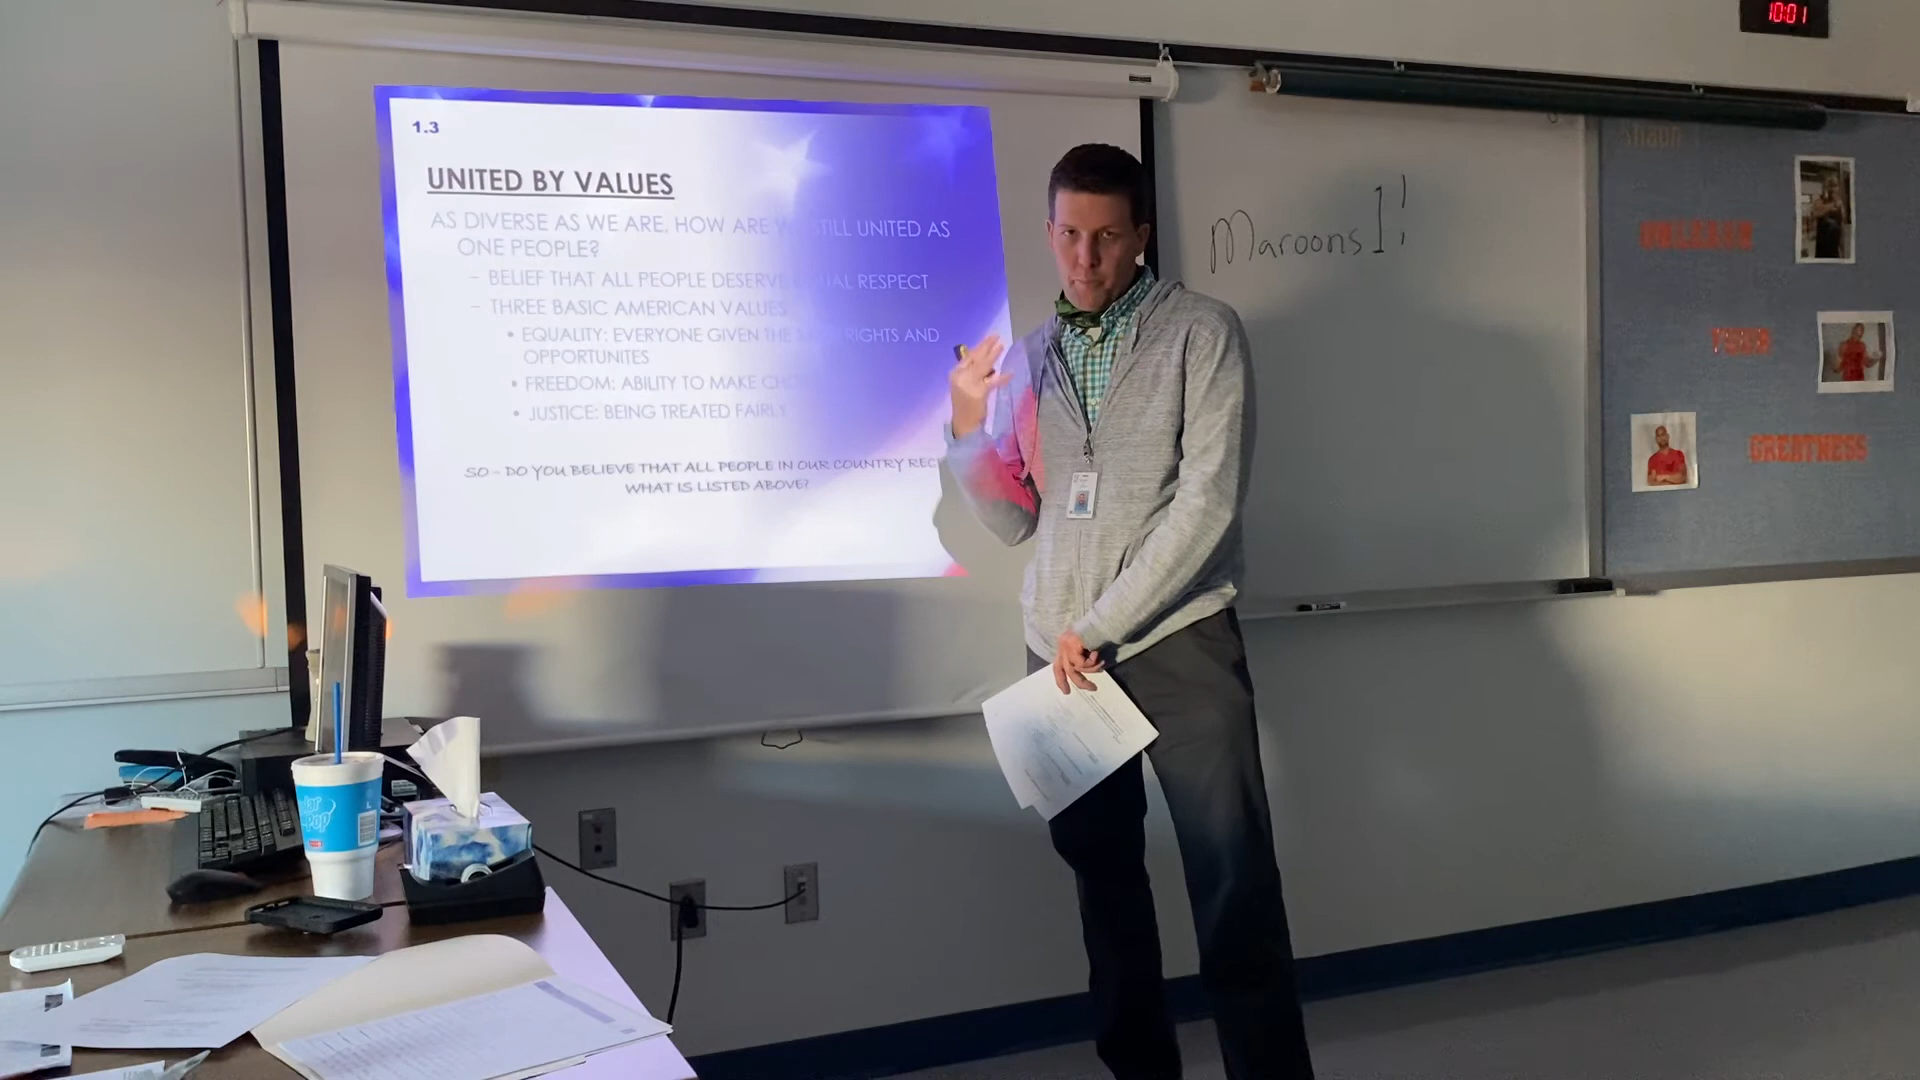 10:01
1.3
UNITED BY VALUES
AS DIVERSE AS WE ARE, HOW ARE STILL UNITED AS
ONE PEOPLE?
– BELIEF THAT ALL PEOPLE DESERVE RESPECT
– THREE BASIC AMERICAN VALUES
• EQUALITY: EVERYONE GIVEN THE RIGHTS AND
OPPORTUNITES
• FREEDOM: ABILITY TO MAKE
• JUSTICE: BEING TREATED FAIRLY
SO – DO YOU BELIEVE THAT ALL PEOPLE IN OUR COUNTRY
WHAT IS LISTED ABOVE?
Maroons
Shaun
UNLEASH
YOUR
GREATNESS
Pop
L